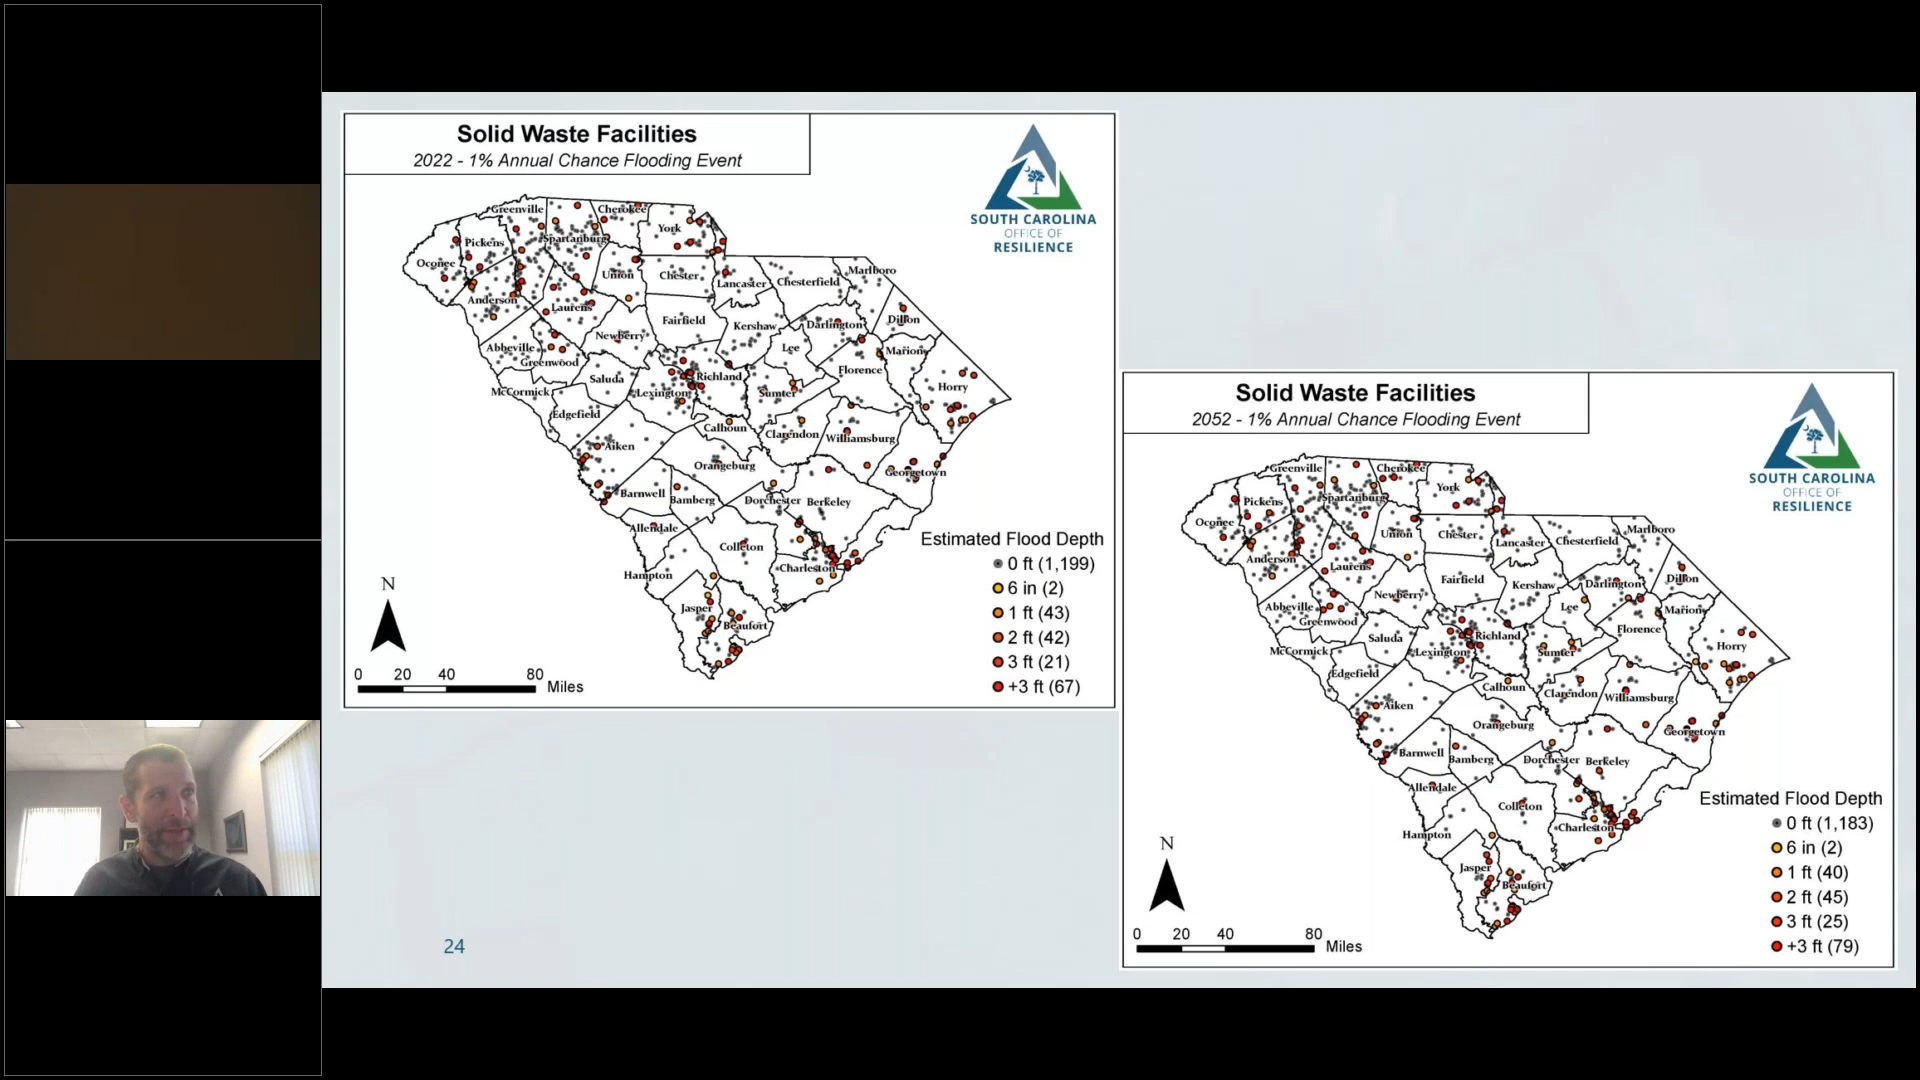 Solid Waste Facilities
2022 - 1% Annual Chance Flooding Event
SOUTH CAROLINA
OFFICE OF
RESILIENCE
Greenville
Cherokee
York
Pickens
Spartanburg
Oconee
Union
Chester
Lancaster
Chesterfield
Marlboro
Anderson
Laurens
Fairfield
Kershaw
Darlington
Dillon
Newberry
Abbeville
Greenwood
Lee
Marion
Saluda
Richland
Florence
McCormick
Lexington
Sumter
Horry
Edgefield
Calhoun
Clarendon
Williamsburg
Aiken
Orangeburg
Georgetown
Barnwell
Bamberg
Dorchester
Berkeley
Allendale
Colleton
Charleston
Hampton
Jasper
Beaufort
N
0 20 40 80
Miles
Estimated Flood Depth
0 ft (1,199)
6 in (2)
1 ft (43)
2 ft (42)
3 ft (21)
+3 ft (67)
Solid Waste Facilities
2052 - 1% Annual Chance Flooding Event
SOUTH CAROLINA
OFFICE OF
RESILIENCE
Greenville
Cherokee
York
Pickens
Spartanburg
Oconee
Union
Chester
Lancaster
Chesterfield
Marlboro
Anderson
Laurens
Fairfield
Kershaw
Darlington
Dillon
Newberry
Abbeville
Greenwood
Lee
Marion
Saluda
Richland
Florence
McCormick
Lexington
Sumter
Horry
Edgefield
Calhoun
Clarendon
Williamsburg
Aiken
Orangeburg
Georgetown
Barnwell
Bamberg
Dorchester
Berkeley
Allendale
Colleton
Charleston
Hampton
Jasper
Beaufort
N
0 20 40 80
Miles
Estimated Flood Depth
0 ft (1,183)
6 in (2)
1 ft (40)
2 ft (45)
3 ft (25)
+3 ft (79)
24